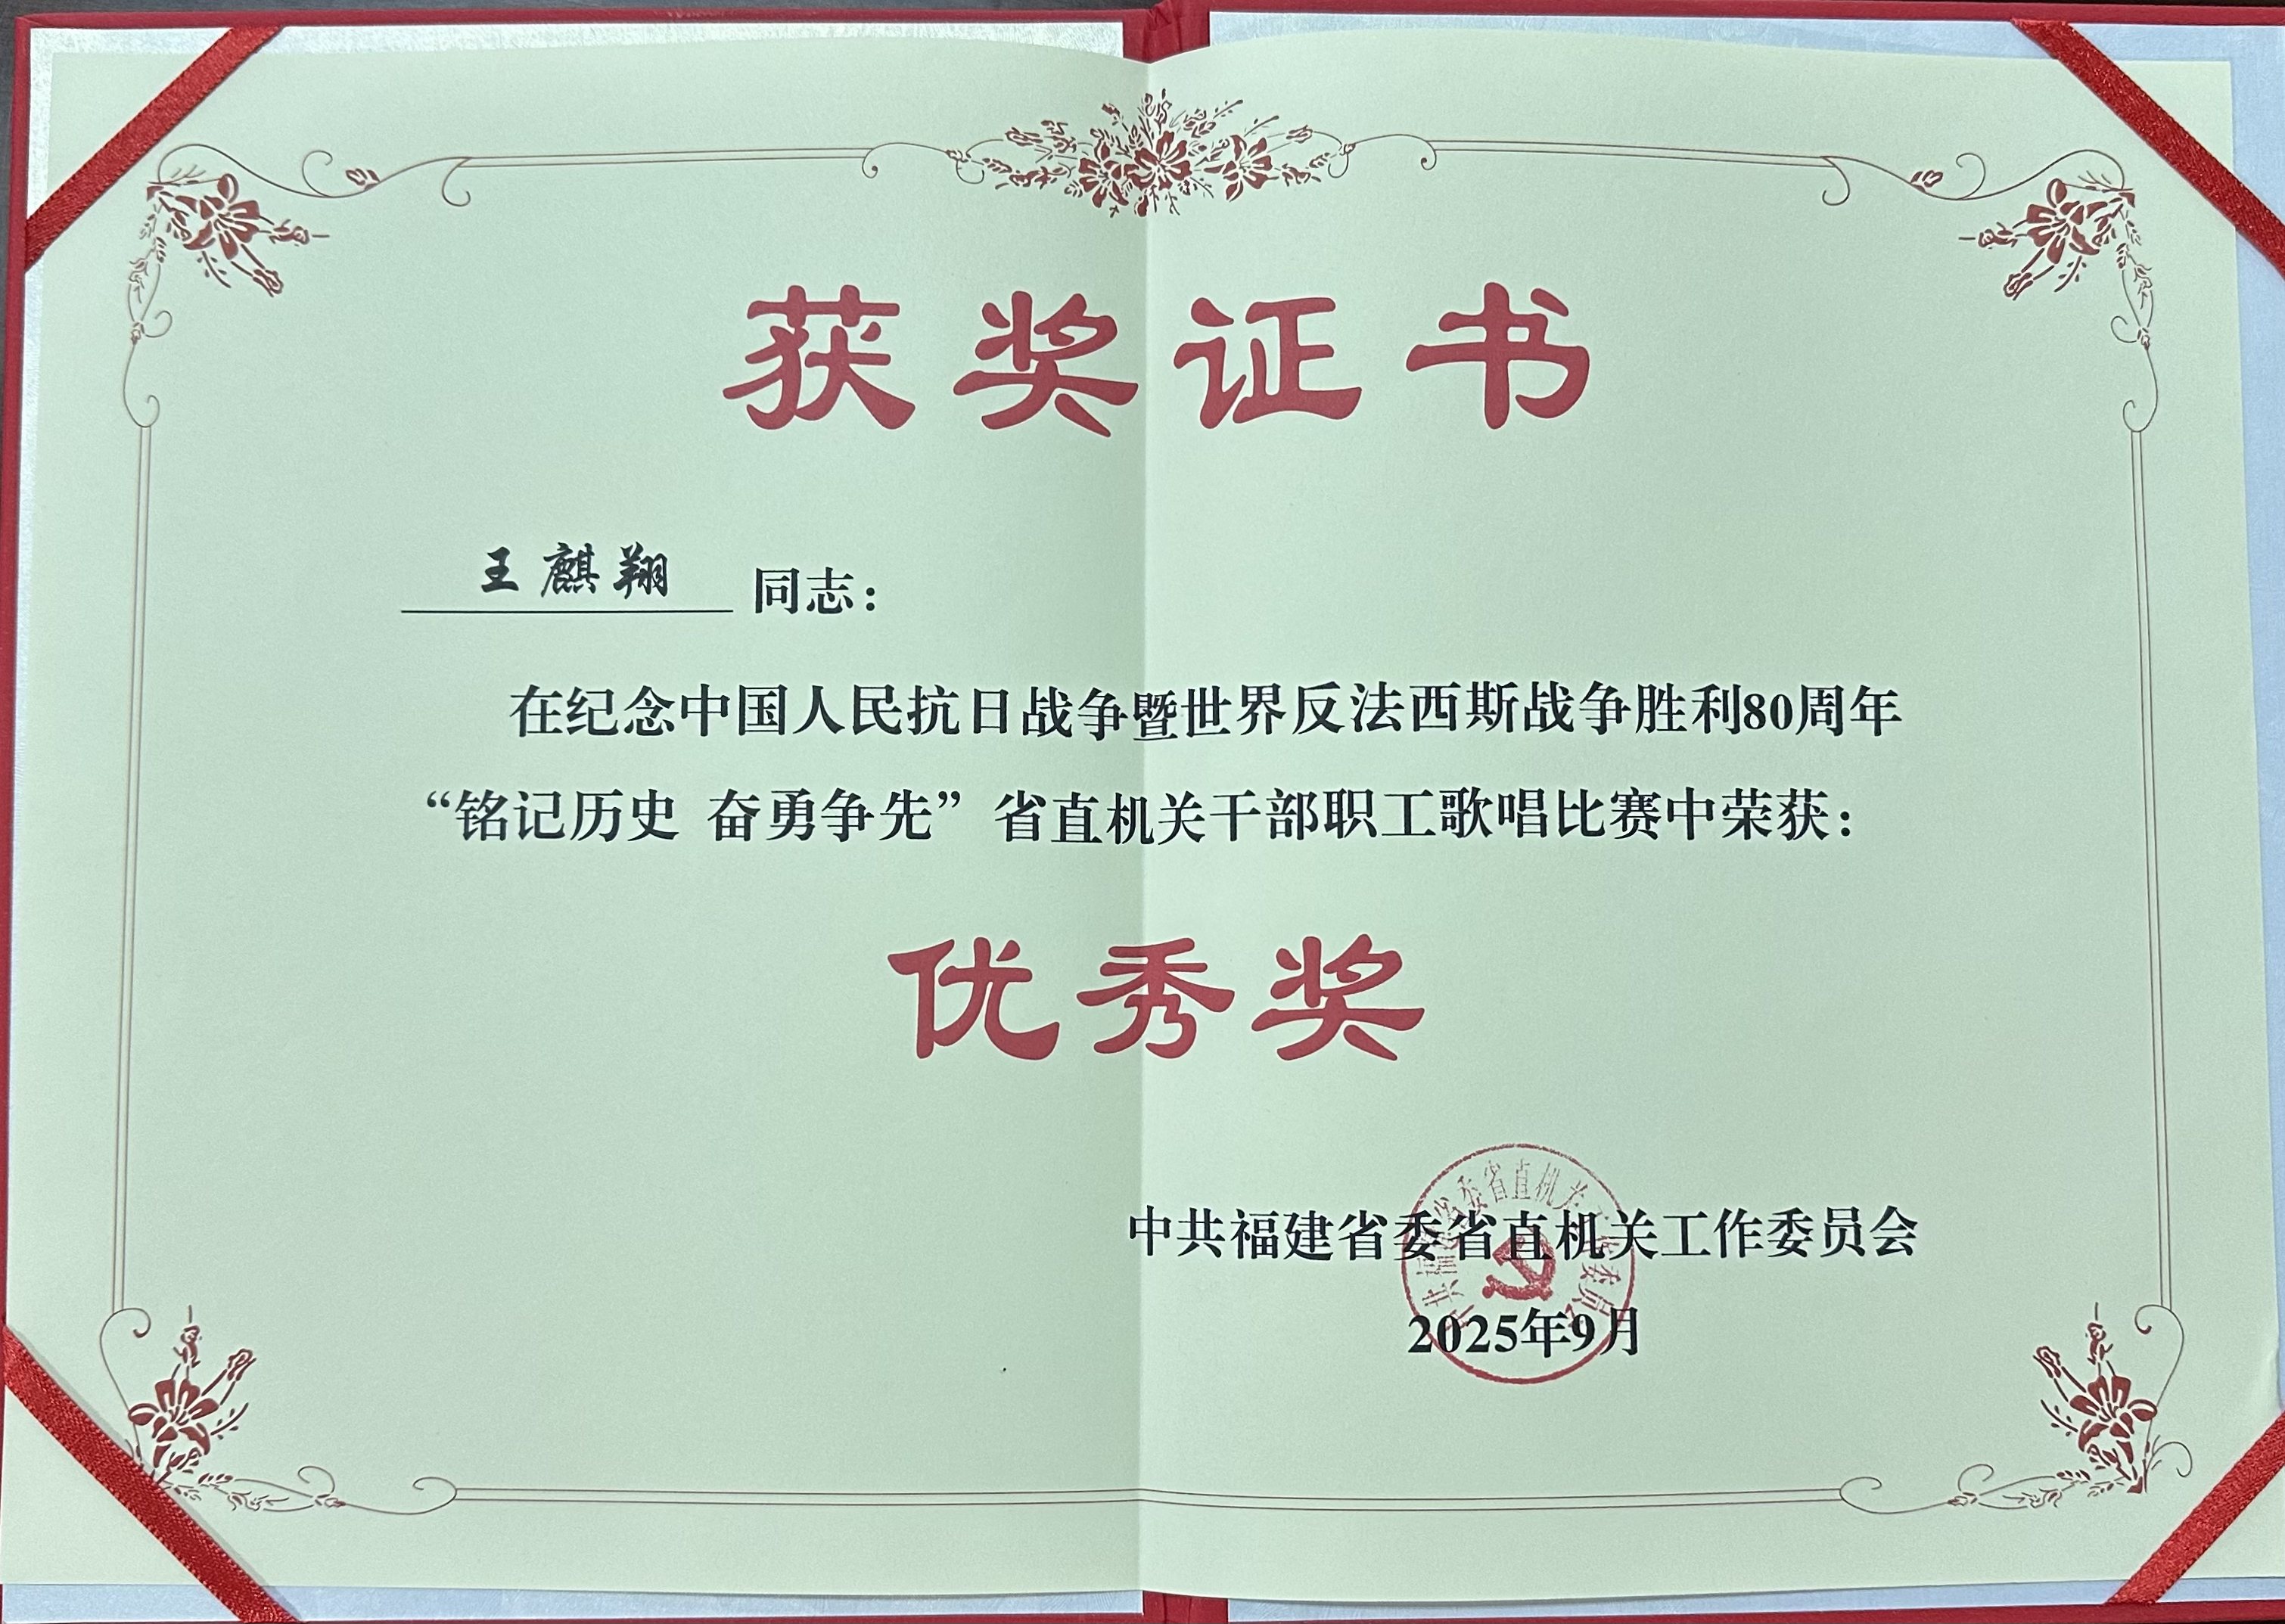 获奖证书
王麒翔 同志：
在纪念中国人民抗日战争暨世界反法西斯战争胜利80周年
“铭记历史 奋勇争先”省直机关干部职工歌唱比赛中荣获：
优秀奖
中共福建省委省直机关工作委员会
2025年9月